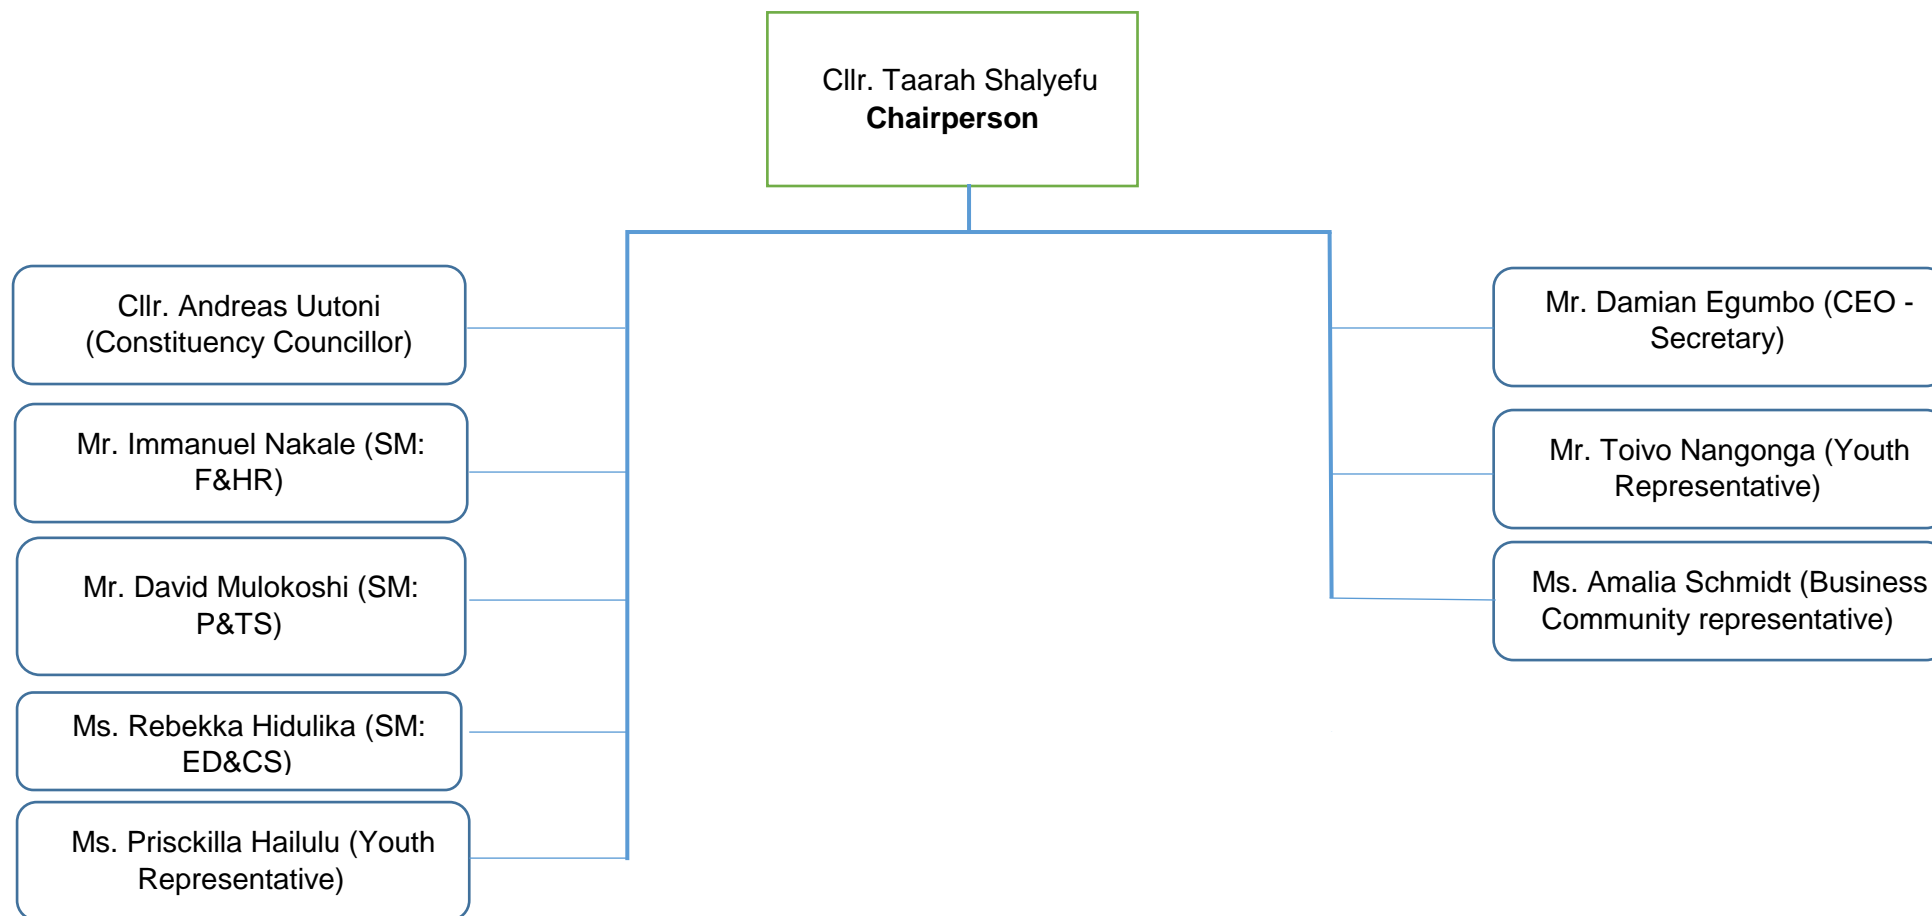 Cllr. Taarah Shalyefu
Chairperson
Cllr. Andreas Uutoni
(Constituency Councillor)
Mr. Immanuel Nakale (SM:
F&HR)
Mr. David Mulokoshi (SM:
P&TS)
Ms. Rebekka Hidulika (SM:
ED&CS)
Ms. Prisckilla Hailulu (Youth
Representative)
Mr. Damian Egumbo (CEO -
Secretary)
Mr. Toivo Nangonga (Youth
Representative)
Ms. Amalia Schmidt (Business
Community representative)